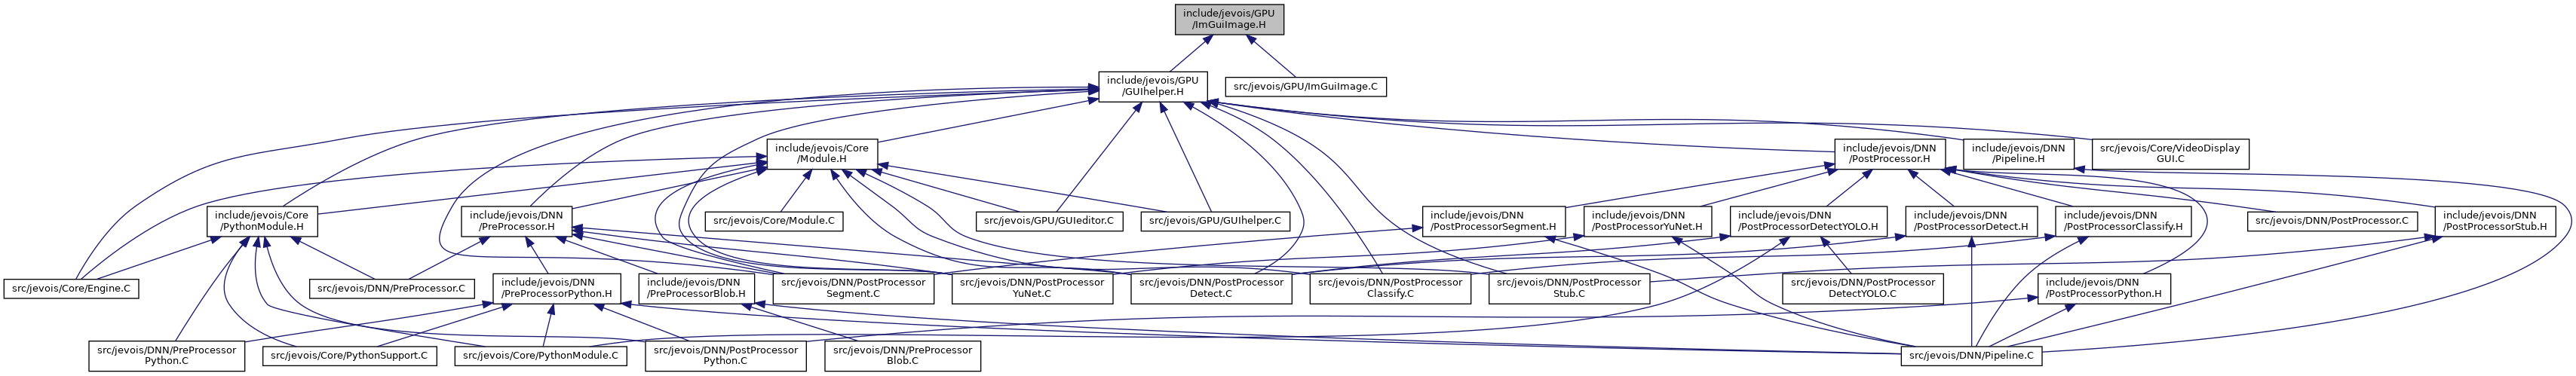 include/jevois/GPU
/ImGuiImage.H
include/jevois/GPU
/GUIhelper.H
src/jevois/GPU/ImGuiImage.C
include/jevois/Core
/Module.H
include/jevois/DNN
/PostProcessor.H
include/jevois/DNN
/Pipeline.H
src/jevois/Core/VideoDisplay
GUI.C
include/jevois/Core
/PythonModule.H
include/jevois/DNN
/PreProcessor.H
src/jevois/Core/Module.C
src/jevois/GPU/GUIeditor.C
src/jevois/GPU/GUIhelper.C
include/jevois/DNN
/PostProcessorSegment.H
include/jevois/DNN
/PostProcessorYuNet.H
include/jevois/DNN
/PostProcessorDetectYOLO.H
include/jevois/DNN
/PostProcessorDetect.H
include/jevois/DNN
/PostProcessorClassify.H
src/jevois/DNN/PostProcessor.C
include/jevois/DNN
/PostProcessorStub.H
src/jevois/Core/Engine.C
src/jevois/DNN/PreProcessor.C
include/jevois/DNN
/PreProcessorPython.H
include/jevois/DNN
/PreProcessorBlob.H
src/jevois/DNN/PostProcessor
Segment.C
src/jevois/DNN/PostProcessor
YuNet.C
src/jevois/DNN/PostProcessor
Detect.C
src/jevois/DNN/PostProcessor
Classify.C
src/jevois/DNN/PostProcessor
Stub.C
src/jevois/DNN/PostProcessor
DetectYOLO.C
include/jevois/DNN
/PostProcessorPython.H
src/jevois/DNN/PreProcessor
Python.C
src/jevois/Core/PythonSupport.C
src/jevois/Core/PythonModule.C
src/jevois/DNN/PostProcessor
Python.C
src/jevois/DNN/PreProcessor
Blob.C
src/jevois/DNN/Pipeline.C